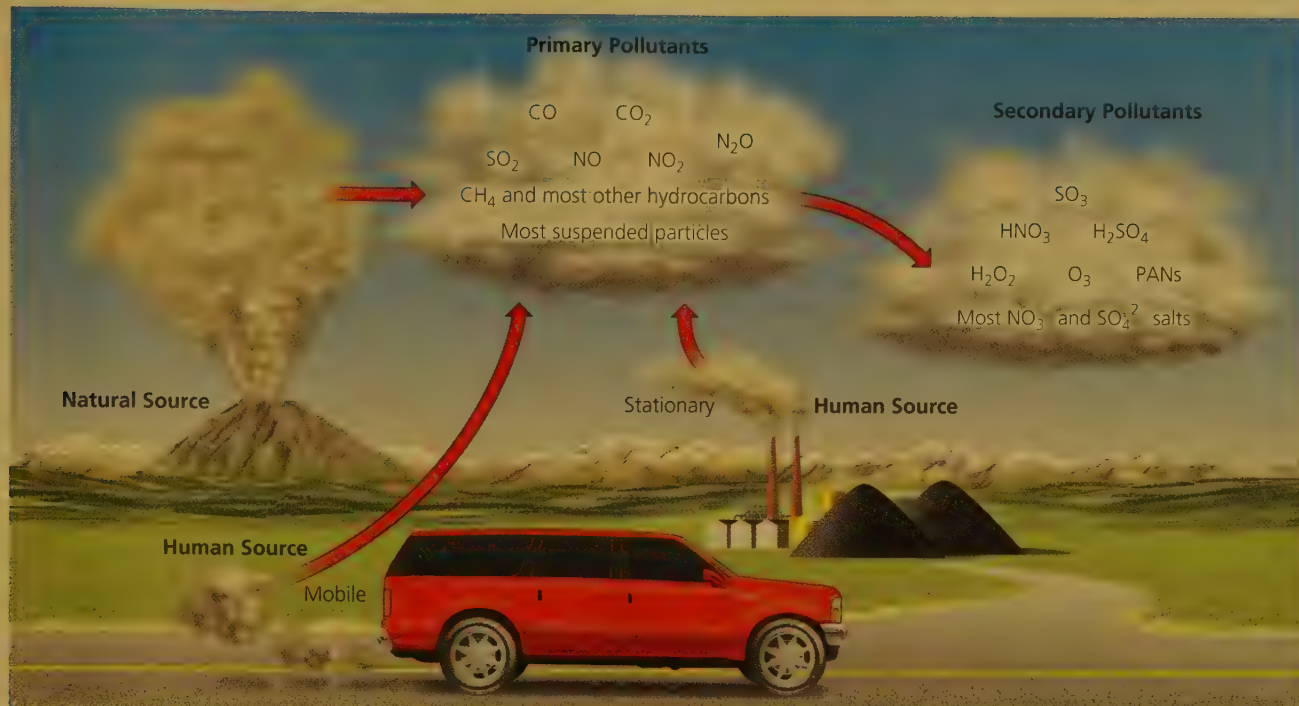 Primary Pollutants
CO CO₂
N₂O
SO₂ NO NO₂
CH₄ and most other hydrocarbons
Most suspended particles
Secondary Pollutants
SO₃
HNO₃ H₂SO₄
H₂O₂ O₃ PANs
Most NO₃ and SO₄² salts
Natural Source
Stationary Human Source
Human Source
Mobile